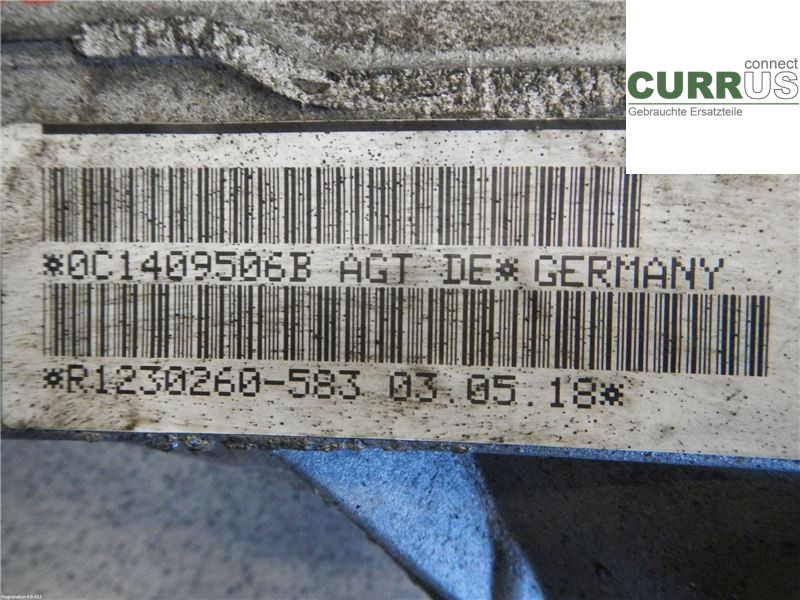 connect
CURRUS
Gebrauchte Ersatzteile
*0C1409506B AGT DE* GERMANY
*R1230260-583 03.05.18*